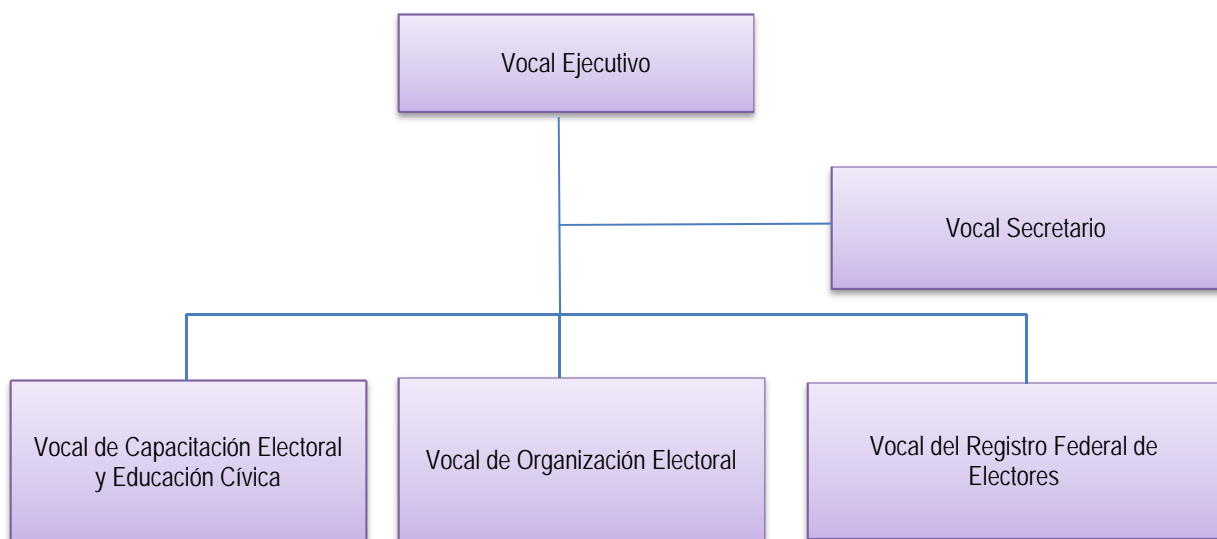 Vocal Ejecutivo
Vocal Secretario
Vocal de Capacitación Electoral
y Educación Cívica
Vocal de Organización Electoral
Vocal del Registro Federal de
Electores